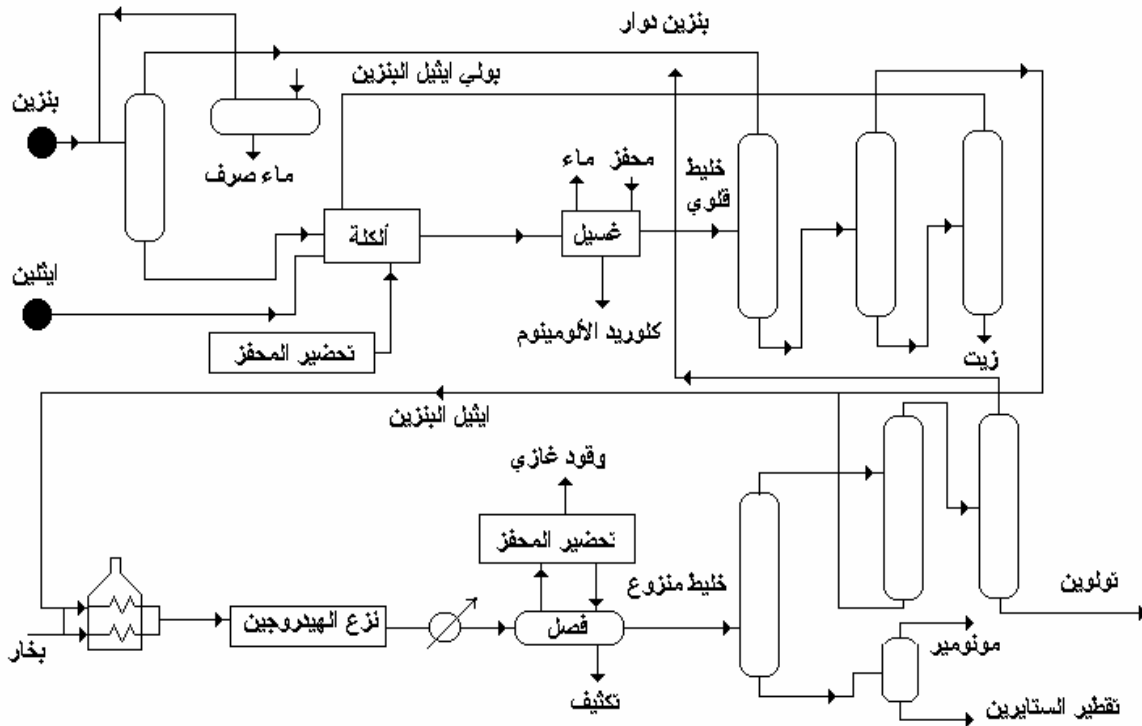 بنزين دوار
بولي ايثيل البنزين
بنزين
ماء صرف
ماء
محفز
خليط
قلوي
ألكلة
غسيل
ايثلين
كلوريد الألومينوم
تحضير المحفز
زيت
ايثيل البنزين
وقود غازي
تحضير المحفز
خليط منزوع
تولوين
نزع الهيدروجين
فصل
بخار
مونومير
تكثيف
تقطير الستايرين